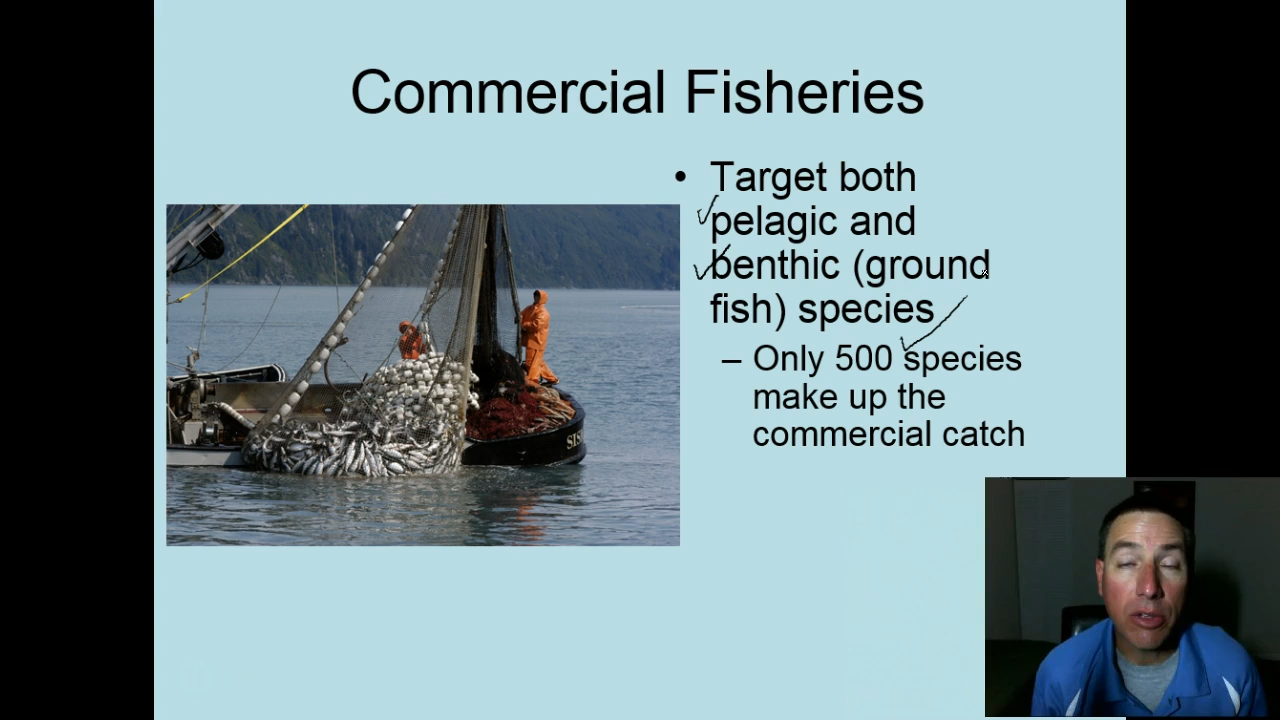 Commercial Fisheries
• Target both
pelagic and
benthic (ground
fish) species
– Only 500 species
make up the
commercial catch